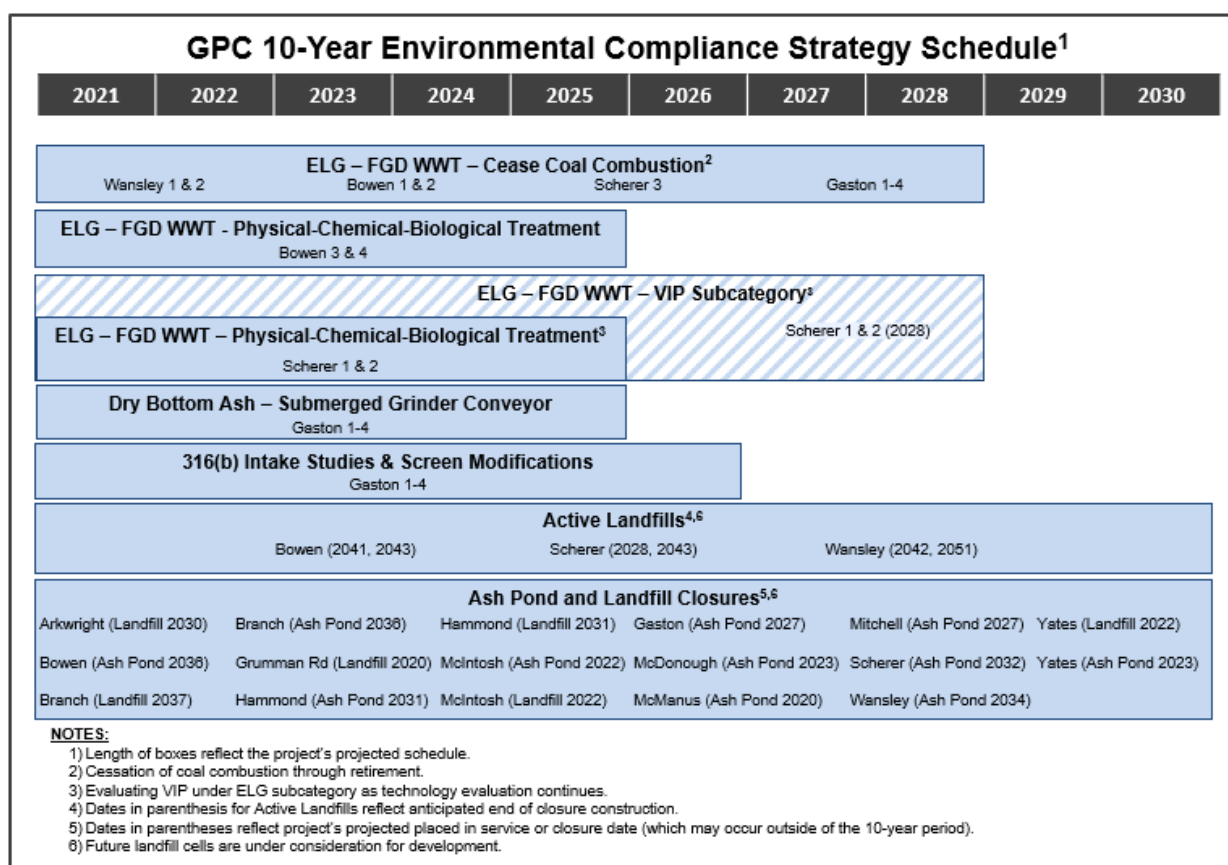 GPC 10-Year Environmental Compliance Strategy Schedule¹
2021 2022 2023 2024 2025 2026 2027 2028 2029 2030
ELG – FGD WWT – Cease Coal Combustion²
Wansley 1 & 2 Bowen 1 & 2 Scherer 3 Gaston 1-4
ELG – FGD WWT - Physical-Chemical-Biological Treatment
Bowen 3 & 4
ELG – FGD WWT – VIP Subcategory³
Scherer 1 & 2 (2028)
ELG – FGD WWT – Physical-Chemical-Biological Treatment³
Scherer 1 & 2
Dry Bottom Ash – Submerged Grinder Conveyor
Gaston 1-4
316(b) Intake Studies & Screen Modifications
Gaston 1-4
Active Landfills⁴,⁶
Bowen (2041, 2043) Scherer (2028, 2043) Wansley (2042, 2051)
Ash Pond and Landfill Closures⁵,⁶
Arkwright (Landfill 2030) Branch (Ash Pond 2036) Hammond (Landfill 2031) Gaston (Ash Pond 2027) Mitchell (Ash Pond 2027) Yates (Landfill 2022)
Bowen (Ash Pond 2036) Grumman Rd (Landfill 2020) McIntosh (Ash Pond 2022) McDonough (Ash Pond 2023) Scherer (Ash Pond 2032) Yates (Ash Pond 2023)
Branch (Landfill 2037) Hammond (Ash Pond 2031) McIntosh (Landfill 2022) McManus (Ash Pond 2020) Wansley (Ash Pond 2034)
NOTES:
1) Length of boxes reflect the project's projected schedule.
2) Cessation of coal combustion through retirement.
3) Evaluating VIP under ELG subcategory as technology evaluation continues.
4) Dates in parenthesis for Active Landfills reflect anticipated end of closure construction.
5) Dates in parentheses reflect project's projected placed in service or closure date (which may occur outside of the 10-year period).
6) Future landfill cells are under consideration for development.